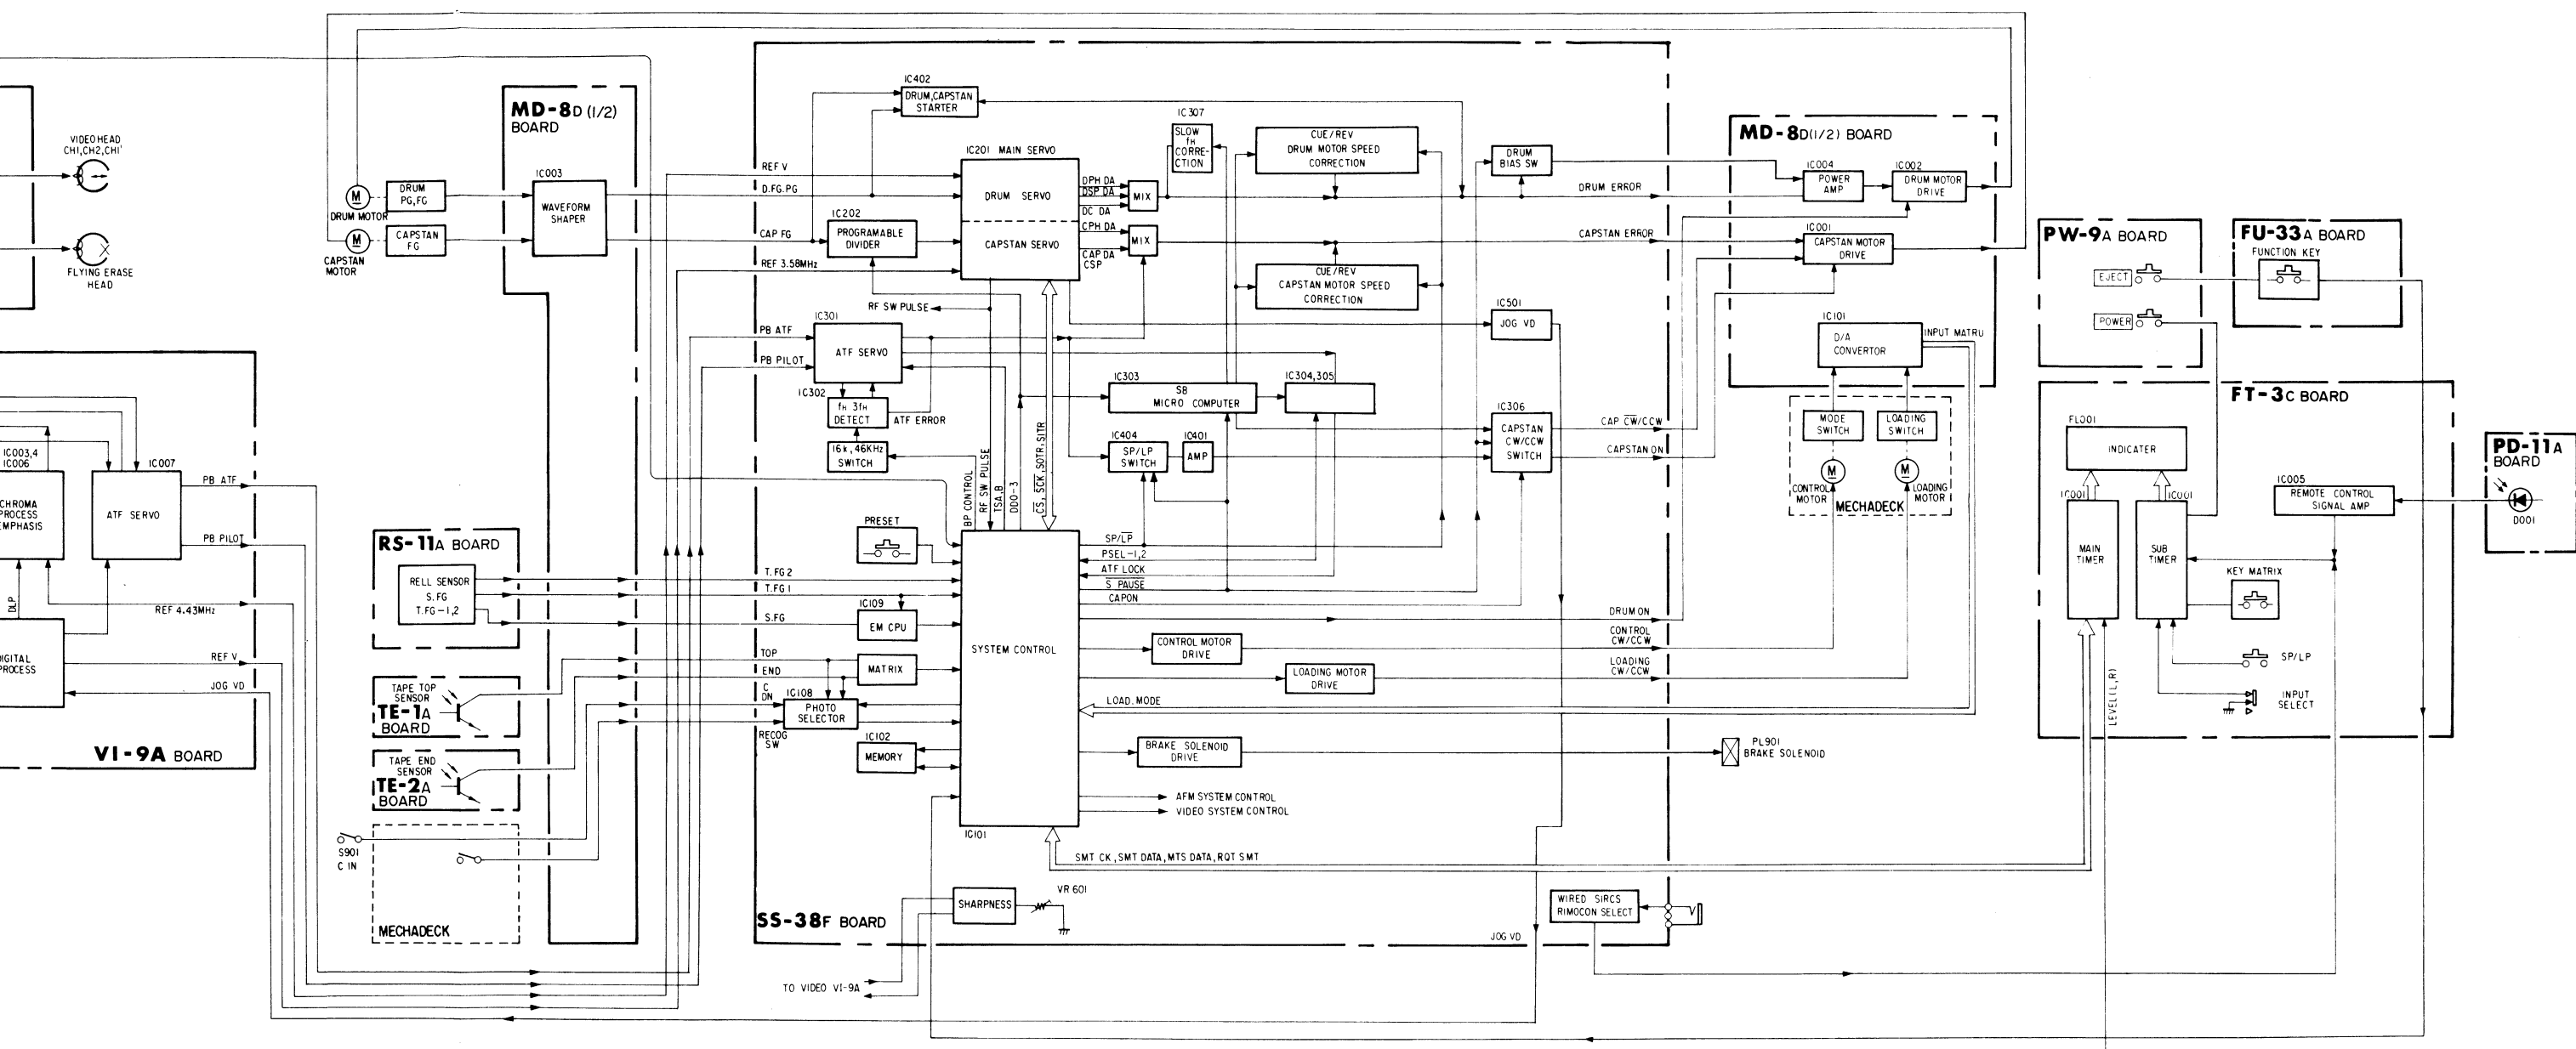 VIDEO HEAD
CH1,CH2,CH1'
FLYING ERASE
HEAD
IC003,4
IC006
CHROMA
PROCESS
EMPHASIS
IC007
ATF SERVO
PB ATF
PB PILOT
DLP
REF 4.43MHz
REF V
JOG VD
VI-9A BOARD
M
DRUM MOTOR
DRUM
PG,FG
M
CAPSTAN
MOTOR
CAPSTAN
FG
MD-8D (1/2)
BOARD
IC003
WAVEFORM
SHAPER
RS-11A BOARD
RELL SENSOR
S.FG
T.FG-1,2
TAPE TOP
SENSOR
TE-1A
BOARD
TAPE END
SENSOR
TE-2A
BOARD
S901
C IN
MECHADECK
REF V
D.FG.PG
CAP FG
REF 3.58MHz
PB ATF
PB PILOT
T.FG2
T.FG1
S.FG
TOP
END
C
DN
RECOG
SW
IC402
DRUM,CAPSTAN
STARTER
IC201 MAIN SERVO
DRUM SERVO
CAPSTAN SERVO
IC202
PROGRAMABLE
DIVIDER
DPH DA
DSP DA
DC DA
MIX
CPH DA
CAP DA
CSP
MIX
RF SW PULSE
IC301
ATF SERVO
IC302
fH 3fH
DETECT
ATF ERROR
16k,46KHz
SWITCH
IC307
SLOW
fH
CORRE-
CTION
CUE/REV
DRUM MOTOR SPEED
CORRECTION
CUE/REV
CAPSTAN MOTOR SPEED
CORRECTION
DRUM
BIAS SW
DRUM ERROR
CAPSTAN ERROR
IC501
JOG VD
IC303
SB
MICRO COMPUTER
IC304,305
IC404
SP/LP
SWITCH
IC401
AMP
IC306
CAPSTAN
CW/CCW
SWITCH
CAP CW/CCW
CAPSTAN ON
BP CONTROL
RF SW PULSE
TSA,B
DDO-3
CS, SCK,SOTR,SITR
PRESET
IC109
EM CPU
MATRIX
IC108
PHOTO
SELECTOR
IC102
MEMORY
SYSTEM CONTROL
IC101
SP/LP
PSEL-1,2
ATF LOCK
S PAUSE
CAPON
DRUM ON
CONTROL MOTOR
DRIVE
CONTROL
CW/CCW
LOADING MOTOR
DRIVE
LOADING
CW/CCW
LOAD.MODE
BRAKE SOLENOID
DRIVE
PL901
BRAKE SOLENOID
AFM SYSTEM CONTROL
VIDEO SYSTEM CONTROL
SMT CK,SMT DATA,MTS DATA,RQT SMT
SHARPNESS
VR 601
SS-38F BOARD
TO VIDEO VI-9A
JOG VD
WIRED SIRCS
RIMOCON SELECT
MD-8D(1/2) BOARD
IC004
POWER
AMP
IC002
DRUM MOTOR
DRIVE
IC001
CAPSTAN MOTOR
DRIVE
IC101
D/A
CONVERTOR
INPUT MATRU
MODE
SWITCH
LOADING
SWITCH
M
CONTROL
MOTOR
M
LOADING
MOTOR
MECHADECK
PW-9A BOARD
EJECT
POWER
FU-33A BOARD
FUNCTION KEY
FT-3C BOARD
FL001
INDICATER
IC001
MAIN
TIMER
IC001
SUB
TIMER
IC005
REMOTE CONTROL
SIGNAL AMP
KEY MATRIX
SP/LP
INPUT
SELECT
LEVEL(L,R)
PD-11A
BOARD
D001